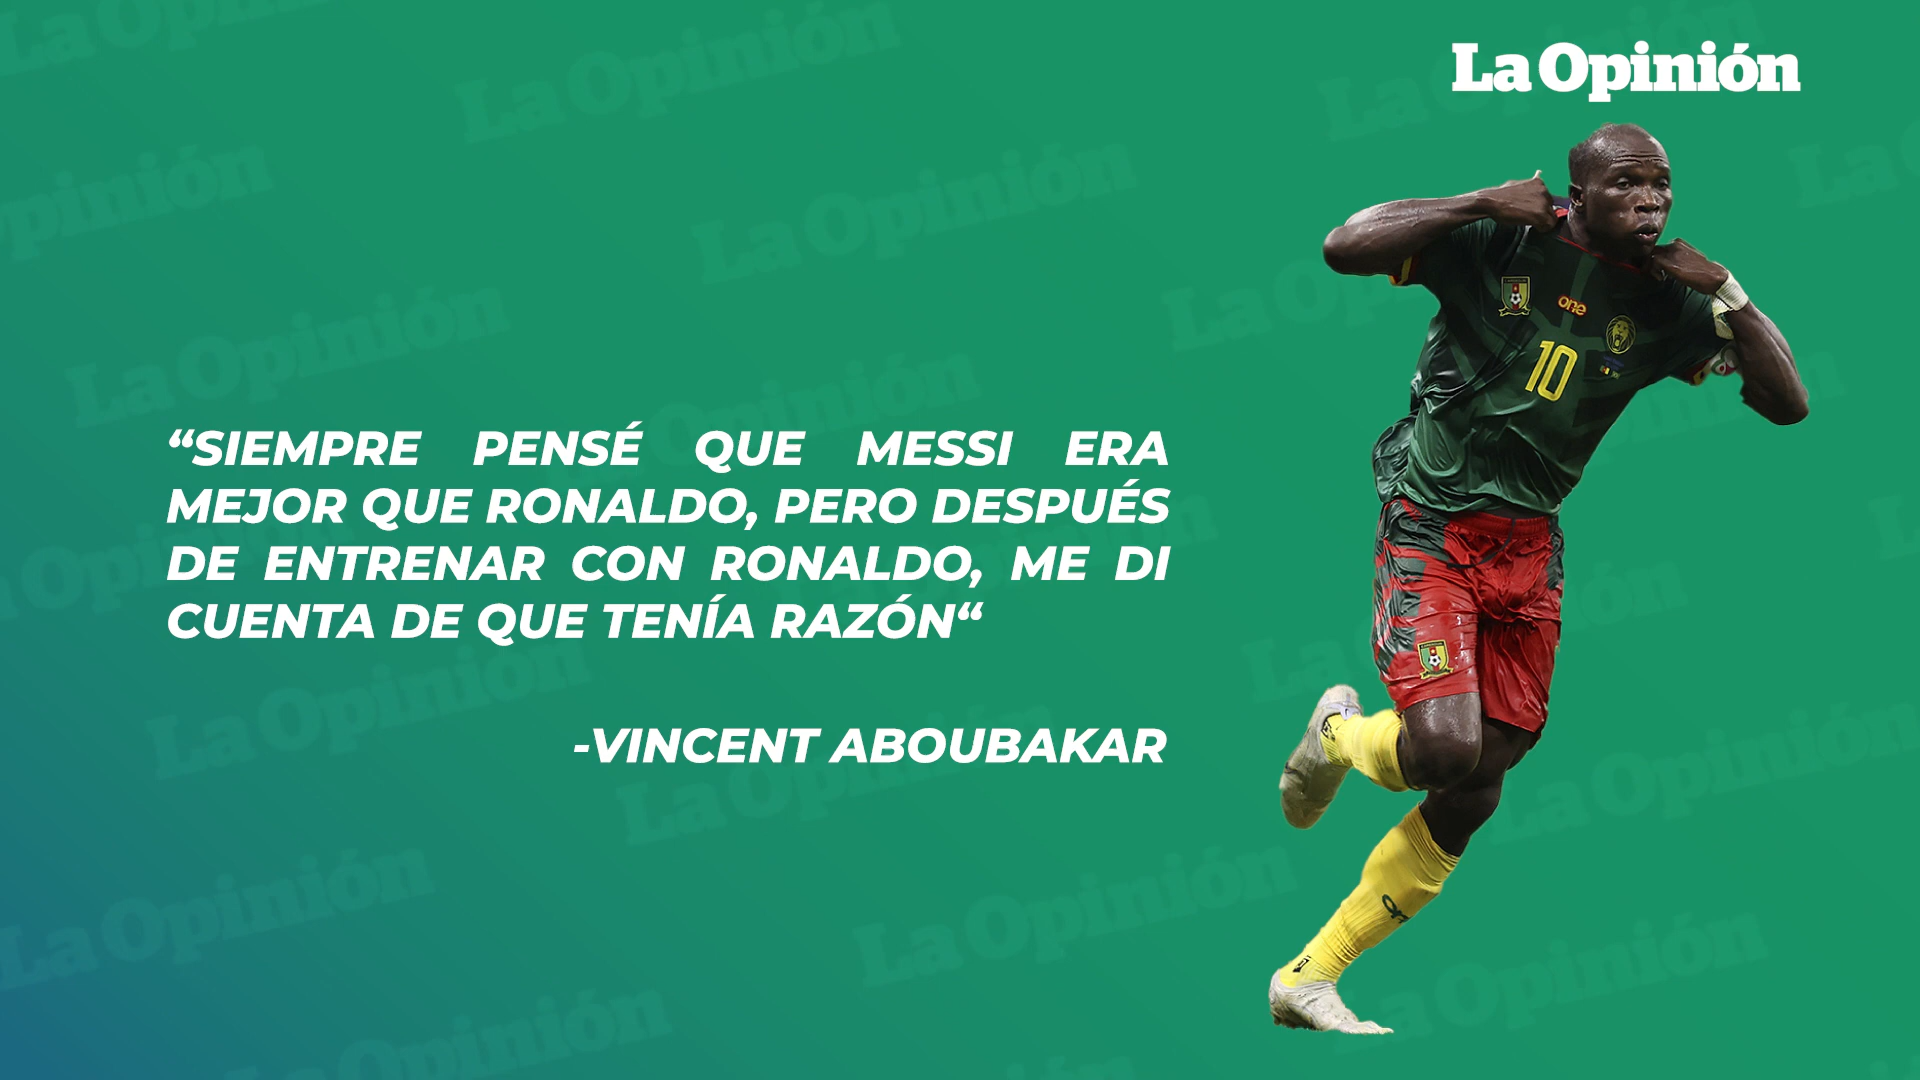 La Opinión
one
10
“SIEMPRE PENSÉ QUE MESSI ERA
MEJOR QUE RONALDO, PERO DESPUÉS
DE ENTRENAR CON RONALDO, ME DI
CUENTA DE QUE TENÍA RAZÓN“
-VINCENT ABOUBAKAR